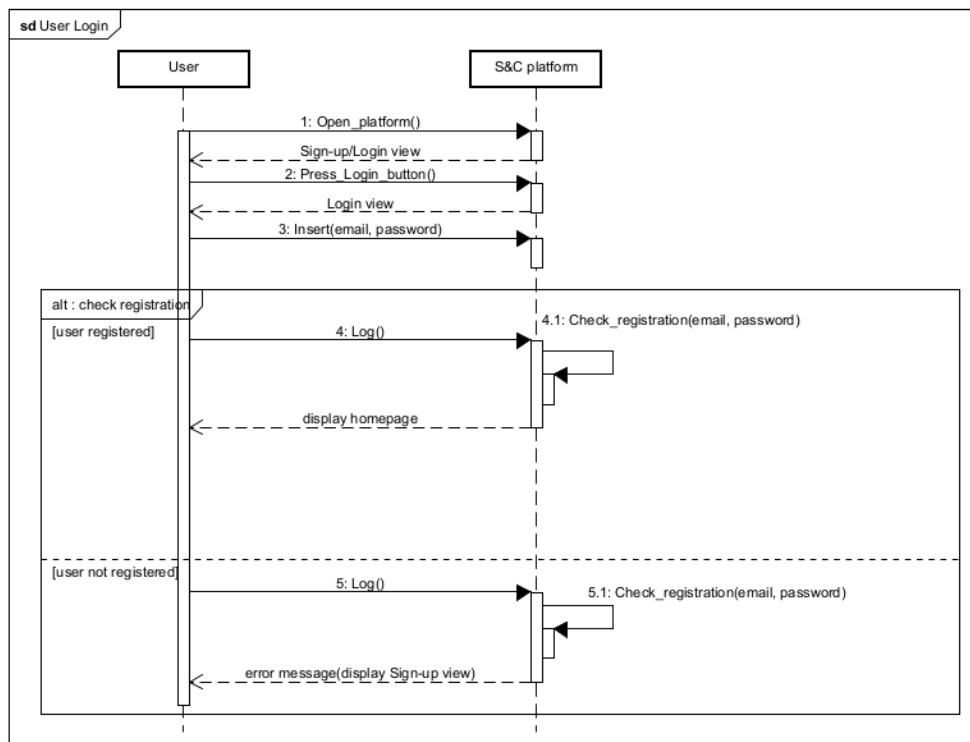 sd User Login
User
S&C platform
1: Open_platform()
Sign-up/Login view
2: Press_Login_button()
Login view
3: Insert(email, password)
alt : check registration
[user registered]
4: Log()
4.1: Check_registration(email, password)
display homepage
[user not registered]
5: Log()
5.1: Check_registration(email, password)
error message(display Sign-up view)